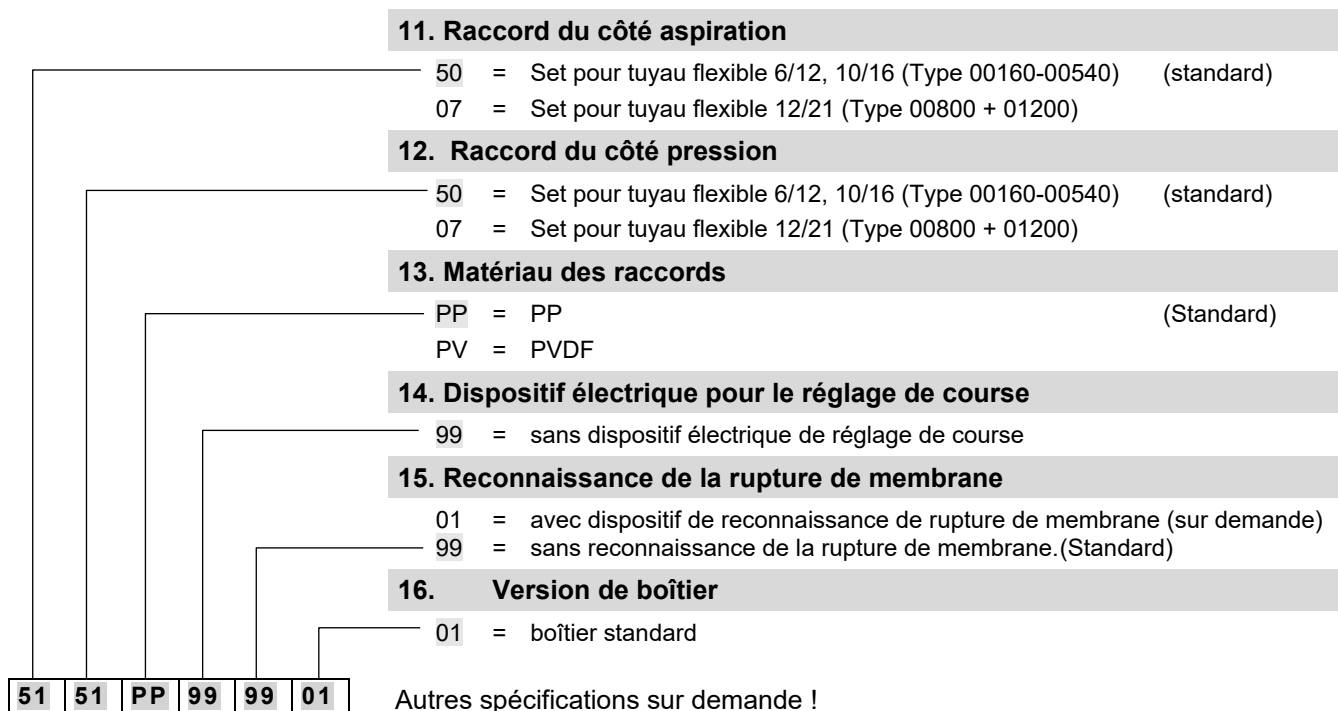 11. Raccord du côté aspiration
50 = Set pour tuyau flexible 6/12, 10/16 (Type 00160-00540) (standard)
07 = Set pour tuyau flexible 12/21 (Type 00800 + 01200)
12. Raccord du côté pression
50 = Set pour tuyau flexible 6/12, 10/16 (Type 00160-00540) (standard)
07 = Set pour tuyau flexible 12/21 (Type 00800 + 01200)
13. Matériau des raccords
PP = PP (Standard)
PV = PVDF
14. Dispositif électrique pour le réglage de course
99 = sans dispositif électrique de réglage de course
15. Reconnaissance de la rupture de membrane
01 = avec dispositif de reconnaissance de rupture de membrane (sur demande)
99 = sans reconnaissance de la rupture de membrane.(Standard)
16. Version de boîtier
01 = boîtier standard
51 51 PP 99 99 01 Autres spécifications sur demande !